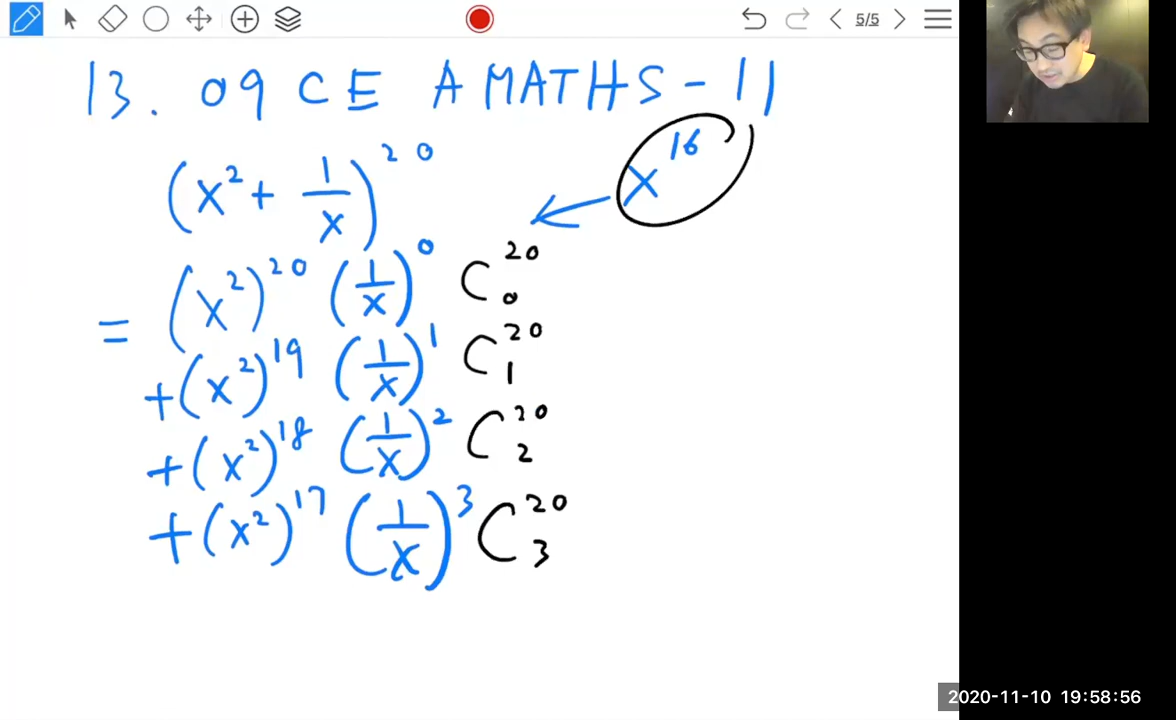 5/5
13. 09 CE A MATHS - 11
(x² + 1/x)²⁰ ← x¹⁶
= (x²)²⁰ (1/x)⁰ C²⁰₀
+ (x²)¹⁹ (1/x)¹ C²⁰₁
+ (x²)¹⁸ (1/x)² C²⁰₂
+ (x²)¹⁷ (1/x)³ C²⁰₃
2020-11-10 19:58:56